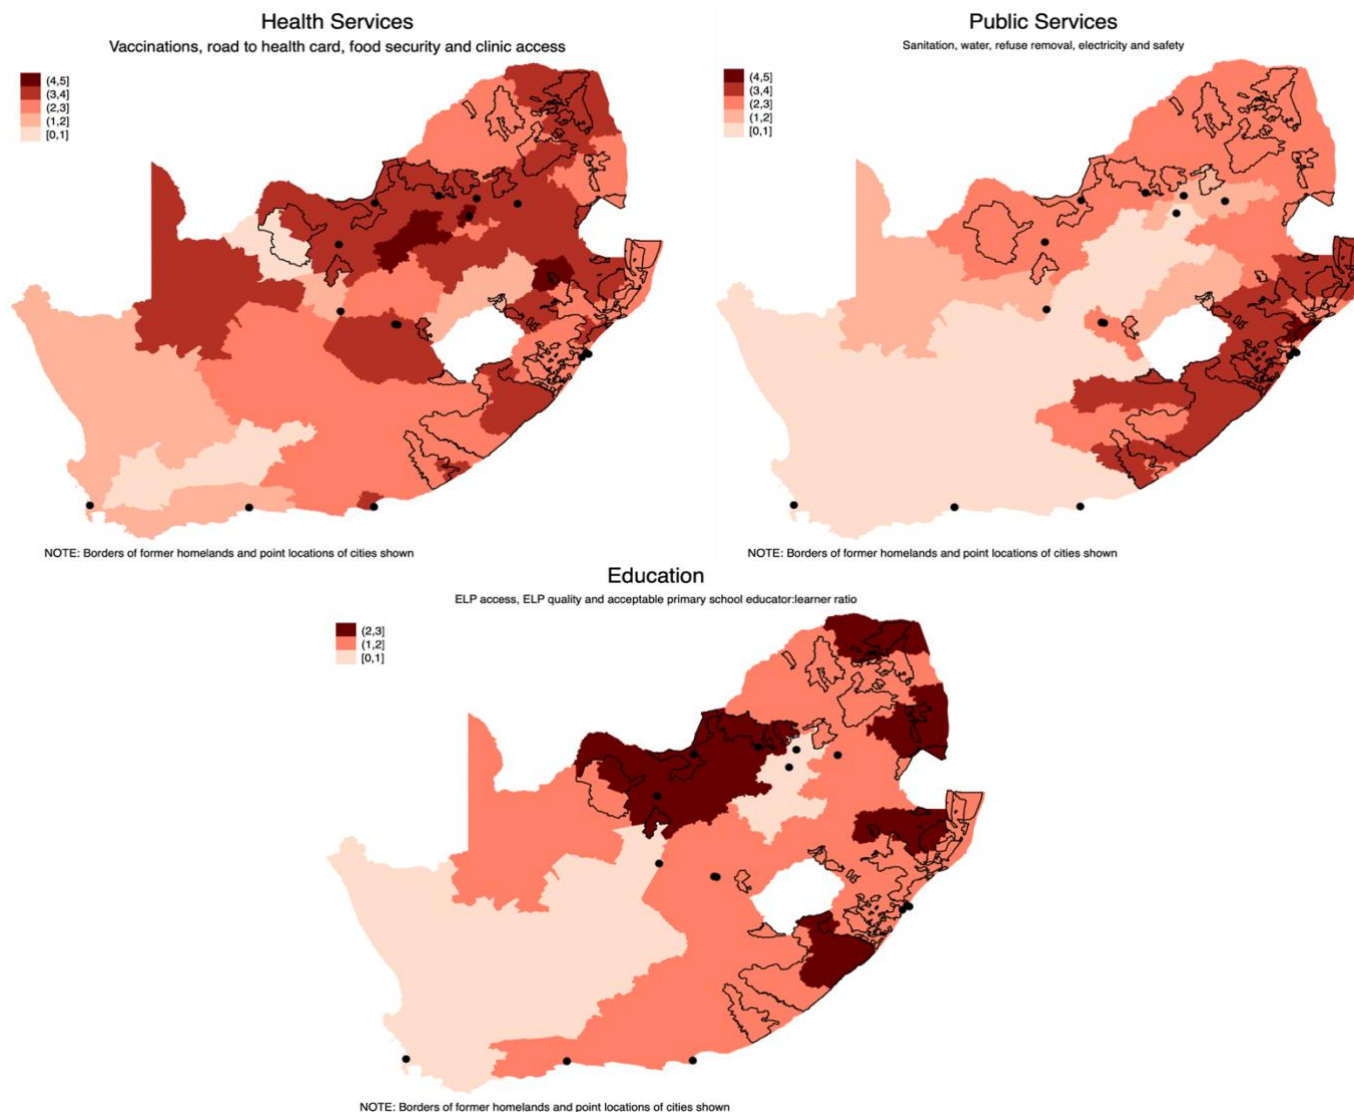 Health Services
Vaccinations, road to health card, food security and clinic access
(4,5]
(3,4]
(2,3]
(1,2]
[0,1]
NOTE: Borders of former homelands and point locations of cities shown
Public Services
Sanitation, water, refuse removal, electricity and safety
(4,5]
(3,4]
(2,3]
(1,2]
[0,1]
NOTE: Borders of former homelands and point locations of cities shown
Education
ELP access, ELP quality and acceptable primary school educator:learner ratio
(2,3]
(1,2]
[0,1]
NOTE: Borders of former homelands and point locations of cities shown